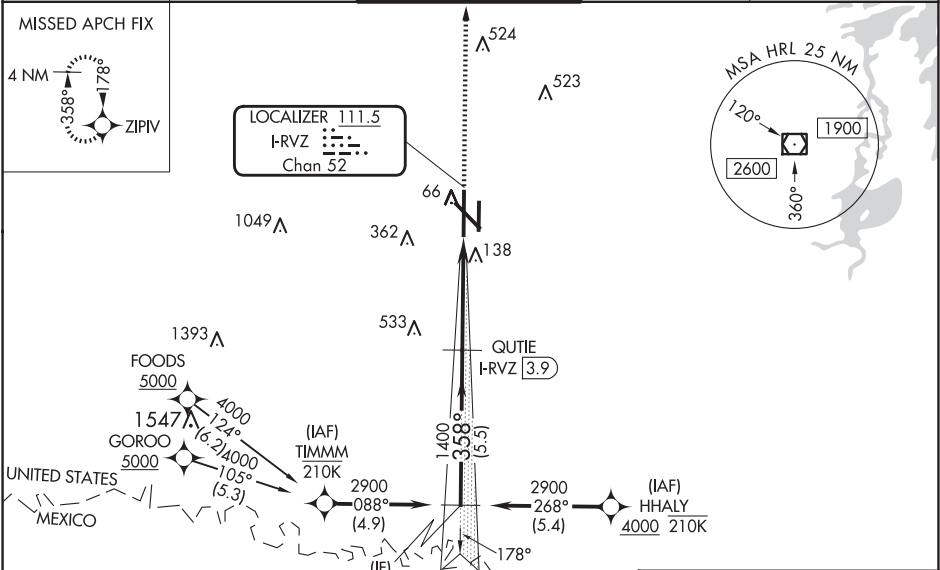 MISSED APCH FIX
4 NM
358°
178°
ZIPIV
524
523
MSA HRL 25 NM
120°
1900
2600
360°
LOCALIZER 111.5
I-RVZ
Chan 52
66
1049
362
138
533
1393
QUTIE
I-RVZ 3.9
FOODS
5000
4000
124°
(6.2)
1547
GOROO
5000
4000
105°
(5.3)
(IAF)
TIMMM
210K
1400
358°
(5.5)
UNITED STATES
MEXICO
2900
088°
(4.9)
2900
268°
(5.4)
(IAF)
HHALY
4000 210K
178°
(IF)